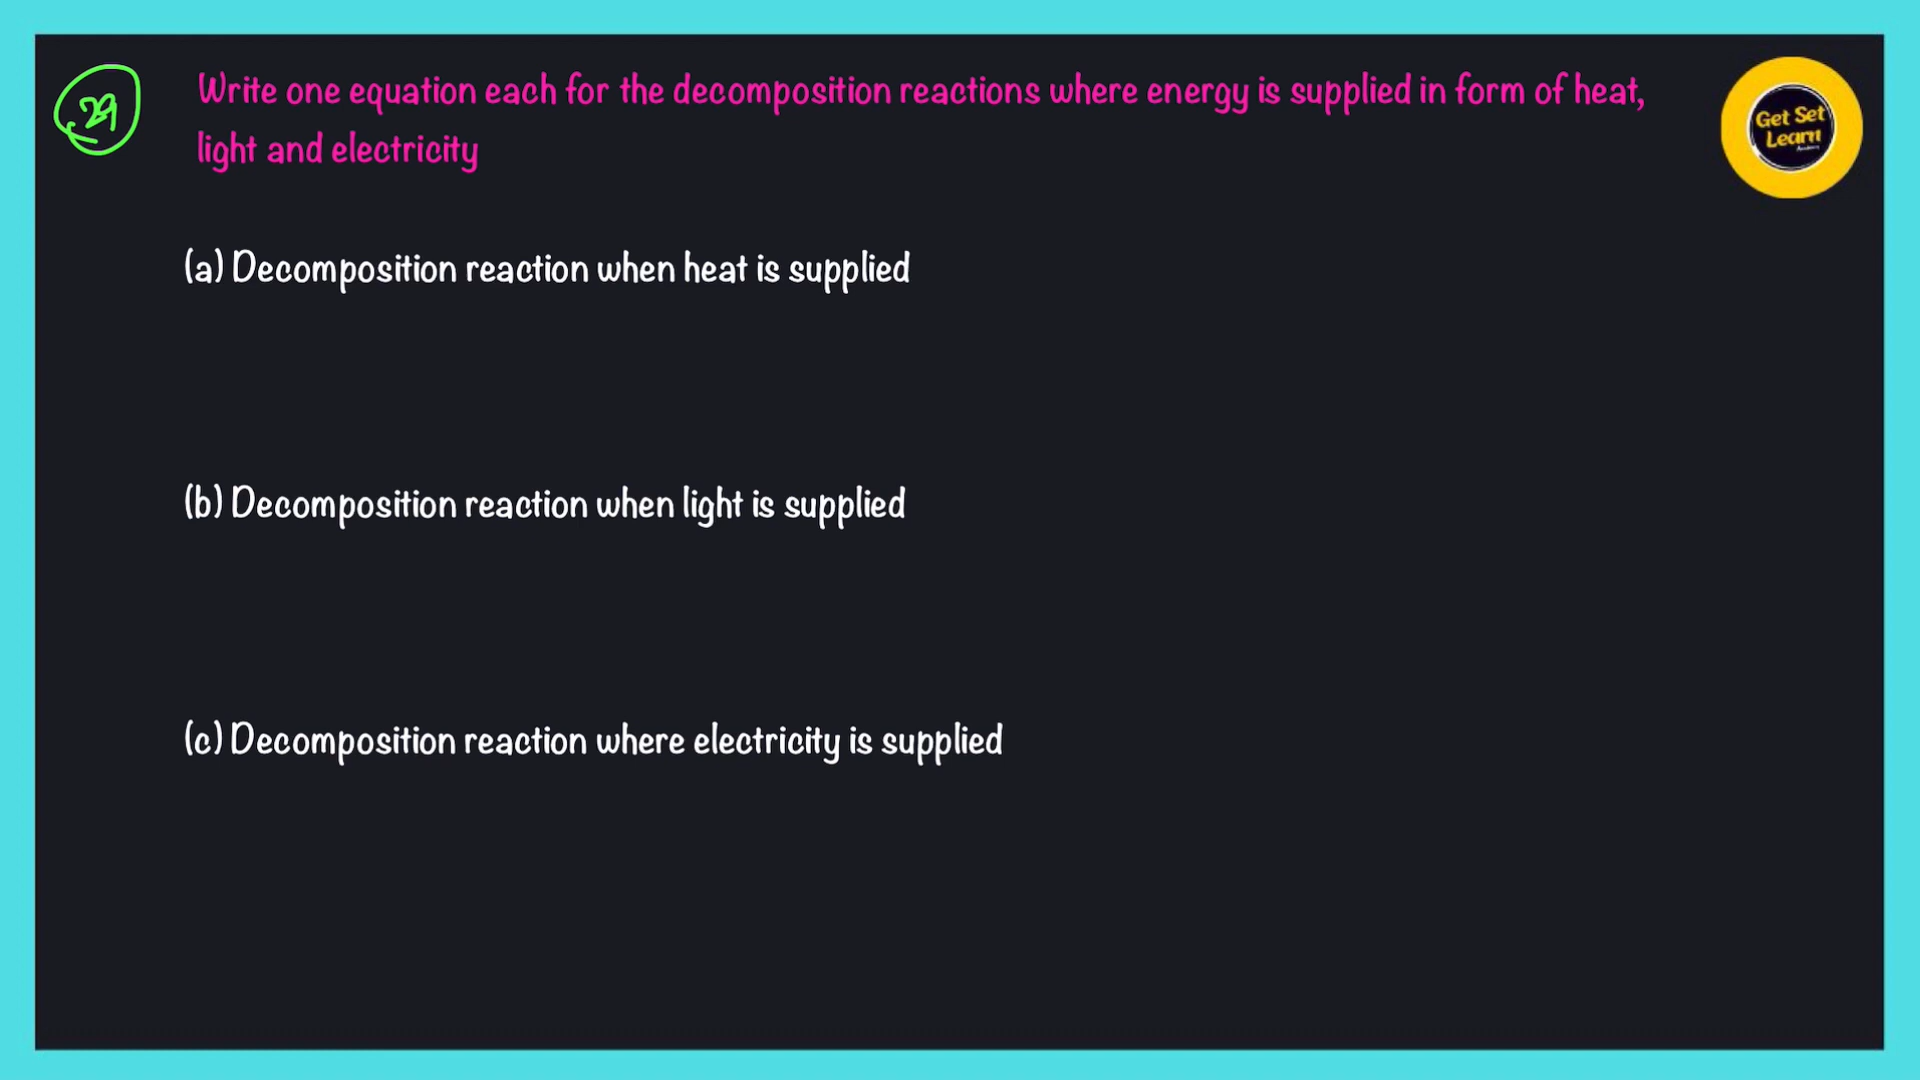 29
Write one equation each for the decomposition reactions where energy is supplied in form of heat,
light and electricity
Get Set
Learn
Academy
(a) Decomposition reaction when heat is supplied
(b) Decomposition reaction when light is supplied
(c) Decomposition reaction where electricity is supplied